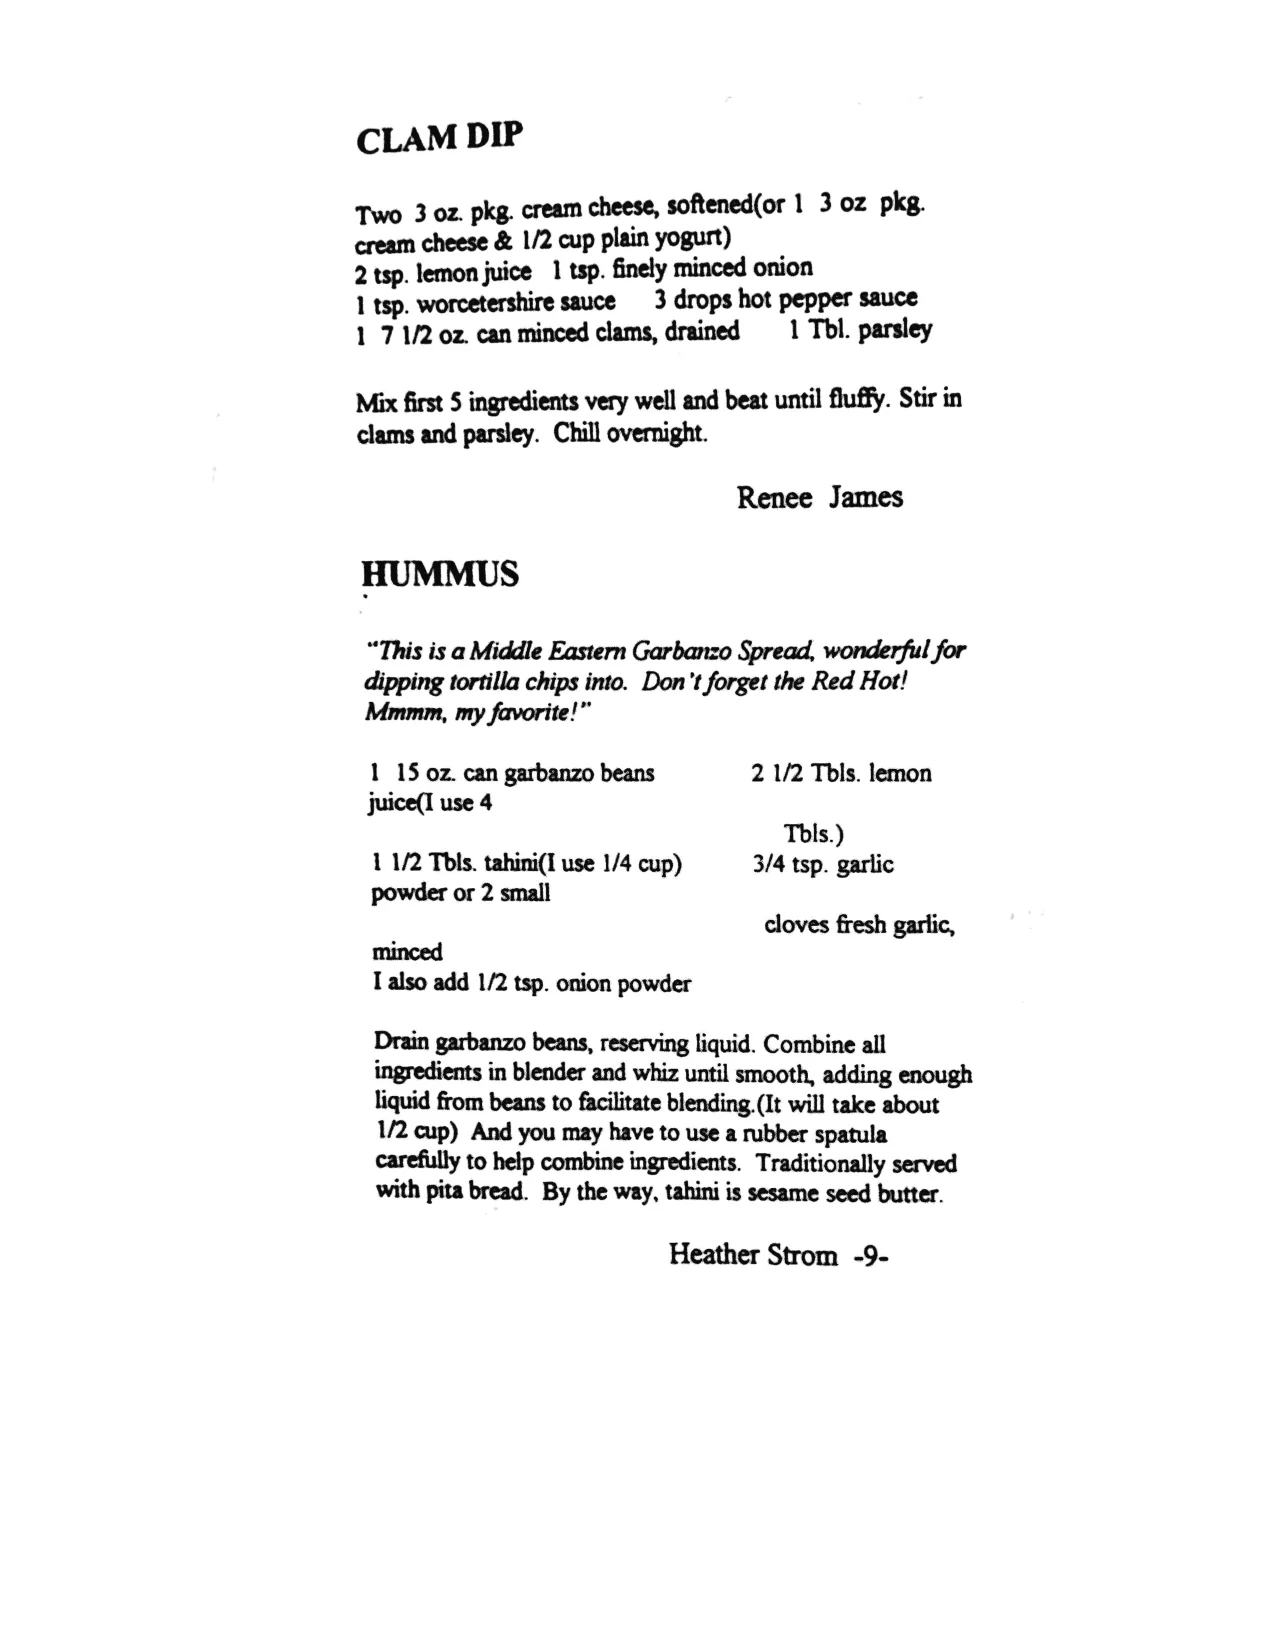 CLAM DIP
Two 3 oz. pkg. cream cheese, softened(or 1 3 oz pkg.
cream cheese & 1/2 cup plain yogurt)
2 tsp. lemon juice 1 tsp. finely minced onion
1 tsp. worcetershire sauce 3 drops hot pepper sauce
1 7 1/2 oz. can minced clams, drained 1 Tbl. parsley
Mix first 5 ingredients very well and beat until fluffy. Stir in
clams and parsley. Chill overnight.
Renee James
HUMMUS
"This is a Middle Eastern Garbanzo Spread, wonderful for
dipping tortilla chips into. Don't forget the Red Hot!
Mmmm, my favorite!"
1 15 oz. can garbanzo beans 2 1/2 Tbls. lemon
juice(I use 4
Tbls.)
1 1/2 Tbls. tahini(I use 1/4 cup) 3/4 tsp. garlic
powder or 2 small
cloves fresh garlic,
minced
I also add 1/2 tsp. onion powder
Drain garbanzo beans, reserving liquid. Combine all
ingredients in blender and whiz until smooth, adding enough
liquid from beans to facilitate blending.(It will take about
1/2 cup) And you may have to use a rubber spatula
carefully to help combine ingredients. Traditionally served
with pita bread. By the way, tahini is sesame seed butter.
Heather Strom -9-